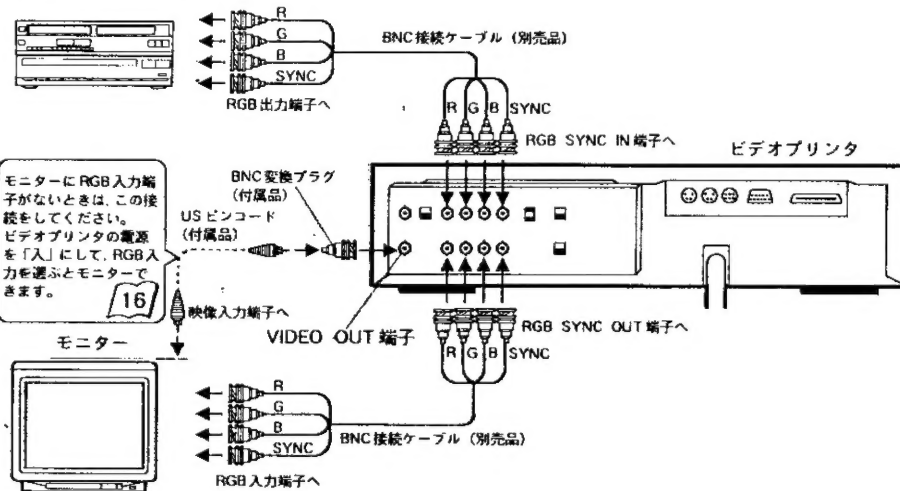 R
G
B
SYNC
RGB出力端子へ
BNC接続ケーブル（別売品）
R G B SYNC
RGB SYNC IN端子へ
ビデオプリンタ
モニターにRGB入力端
子がないときは、この接
続をしてください。
ビデオプリンタの電源
を「入」にして、RGB入
力を選ぶとモニターで
きます。
16
BNC変換プラグ
（付属品）
USピンコード
（付属品）
映像入力端子へ
VIDEO OUT 端子
RGB SYNC OUT 端子へ
R G B SYNC
モニター
R
G
B
SYNC
BNC接続ケーブル（別売品）
RGB入力端子へ